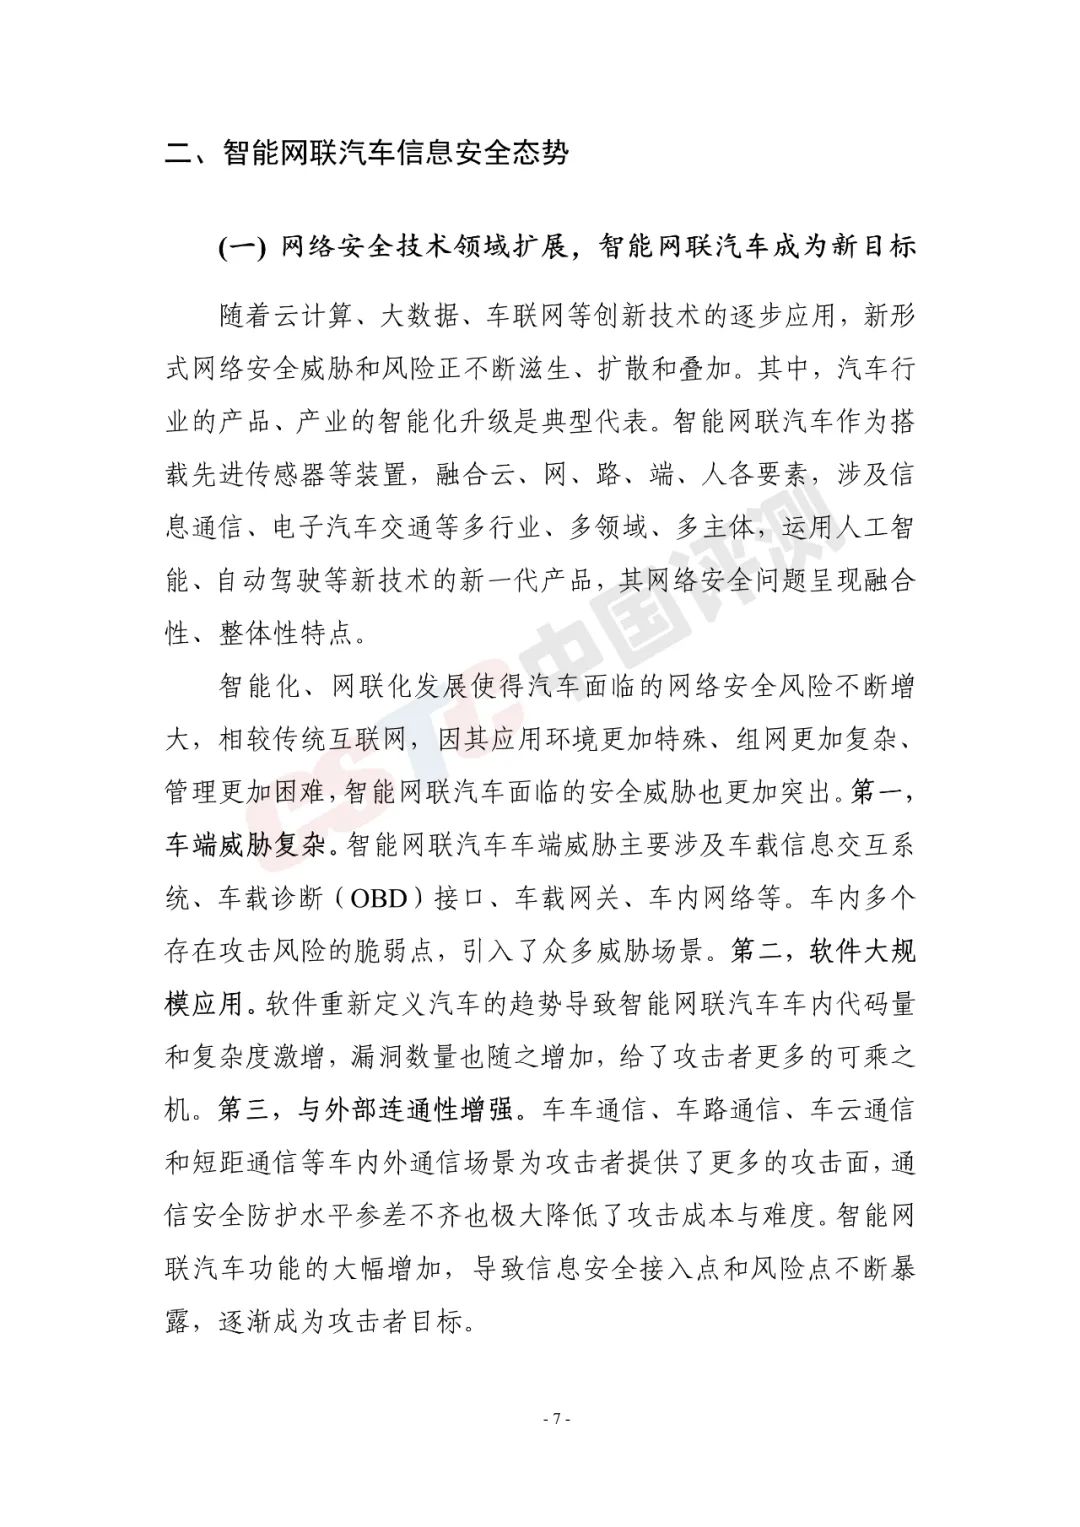 二、智能网联汽车信息安全态势
(一) 网络安全技术领域扩展，智能网联汽车成为新目标
随着云计算、大数据、车联网等创新技术的逐步应用，新形
式网络安全威胁和风险正不断滋生、扩散和叠加。其中，汽车行
业的产品、产业的智能化升级是典型代表。智能网联汽车作为搭
载先进传感器等装置，融合云、网、路、端、人各要素，涉及信
息通信、电子汽车交通等多行业、多领域、多主体，运用人工智
能、自动驾驶等新技术的新一代产品，其网络安全问题呈现融合
性、整体性特点。
智能化、网联化发展使得汽车面临的网络安全风险不断增
大，相较传统互联网，因其应用环境更加特殊、组网更加复杂、
管理更加困难，智能网联汽车面临的安全威胁也更加突出。第一，
车端威胁复杂。智能网联汽车车端威胁主要涉及车载信息交互系
统、车载诊断（OBD）接口、车载网关、车内网络等。车内多个
存在攻击风险的脆弱点，引入了众多威胁场景。第二，软件大规
模应用。软件重新定义汽车的趋势导致智能网联汽车车内代码量
和复杂度激增，漏洞数量也随之增加，给了攻击者更多的可乘之
机。第三，与外部连通性增强。车车通信、车路通信、车云通信
和短距通信等车内外通信场景为攻击者提供了更多的攻击面，通
信安全防护水平参差不齐也极大降低了攻击成本与难度。智能网
联汽车功能的大幅增加，导致信息安全接入点和风险点不断暴
露，逐渐成为攻击者目标。
CSTC中国评测
- 7 -